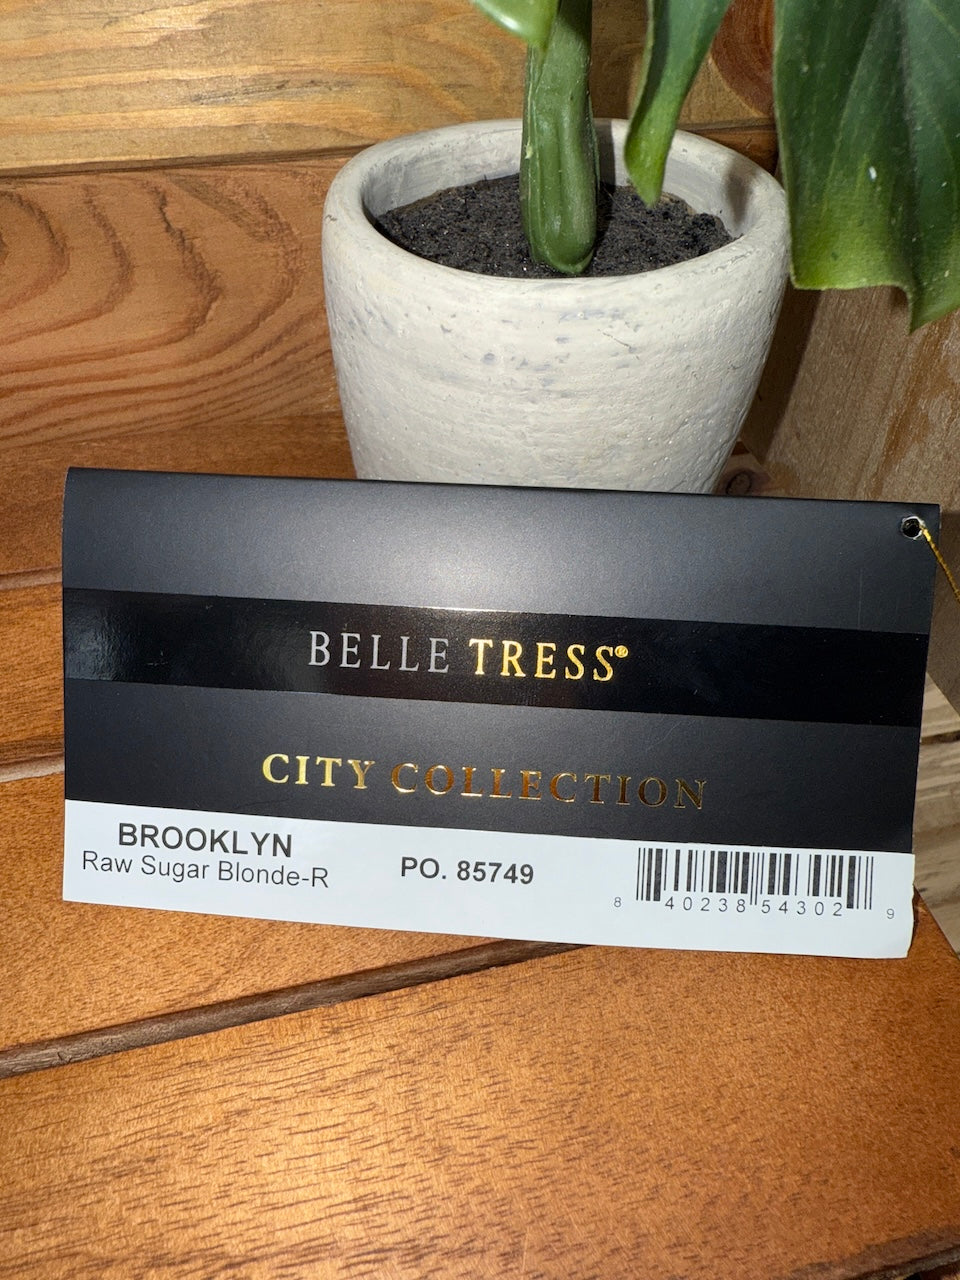 BELLE TRESS®
CITY COLLECTION
BROOKLYN
Raw Sugar Blonde-R
PO. 85749
8 40238 54302 9